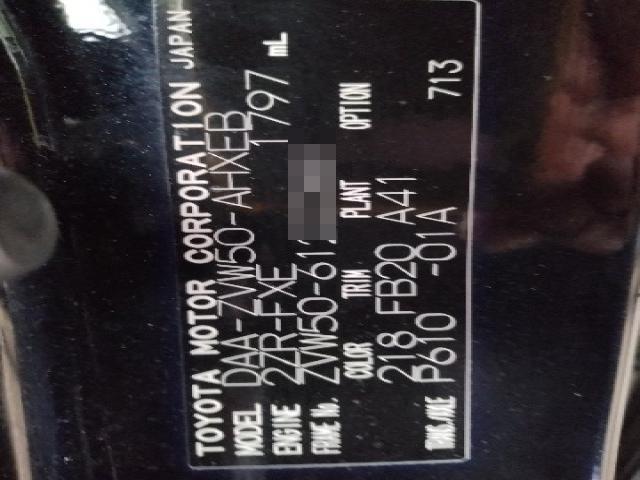 TOYOTA MOTOR CORPORATION JAPAN
MODEL DAA-ZVW50-AHXEB
ENGINE 2ZR-FXE 1797 mL
FRAME No. ZVW50-612
COLOR TRIM PLANT OPTION
218 FB20 A41 713
TRANS./AXLE P610 -01A